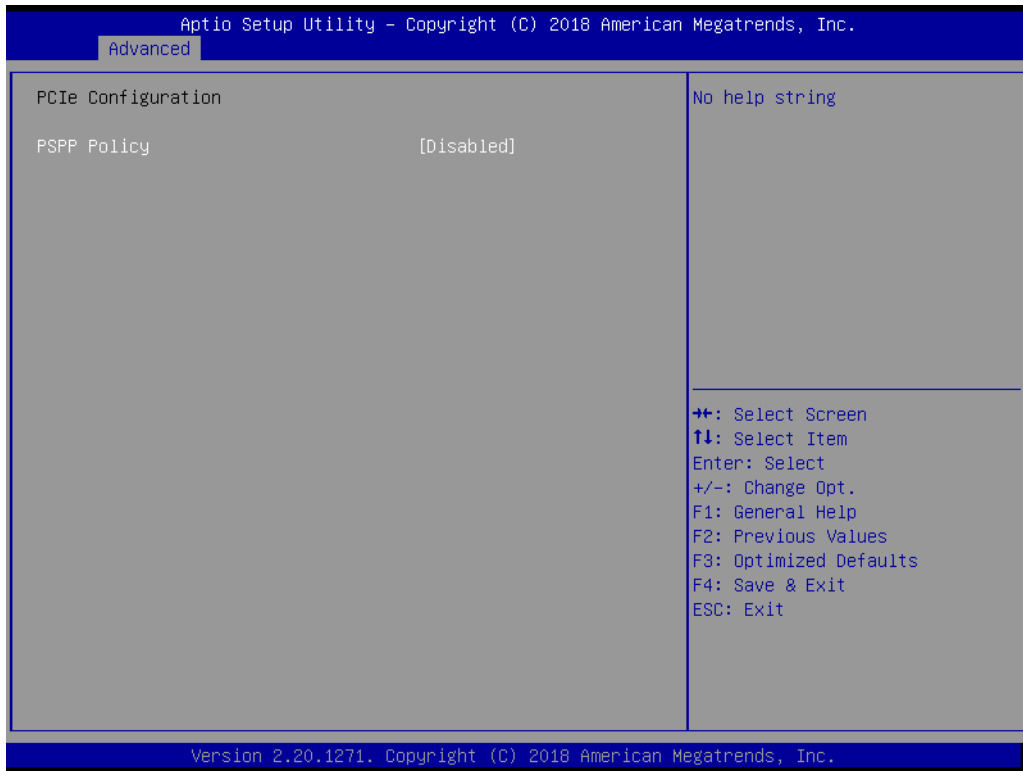 Aptio Setup Utility – Copyright (C) 2018 American Megatrends, Inc.
Advanced
PCIe Configuration
PSPP Policy [Disabled]
No help string
→←: Select Screen
↑↓: Select Item
Enter: Select
+/-: Change Opt.
F1: General Help
F2: Previous Values
F3: Optimized Defaults
F4: Save & Exit
ESC: Exit
Version 2.20.1271. Copyright (C) 2018 American Megatrends, Inc.